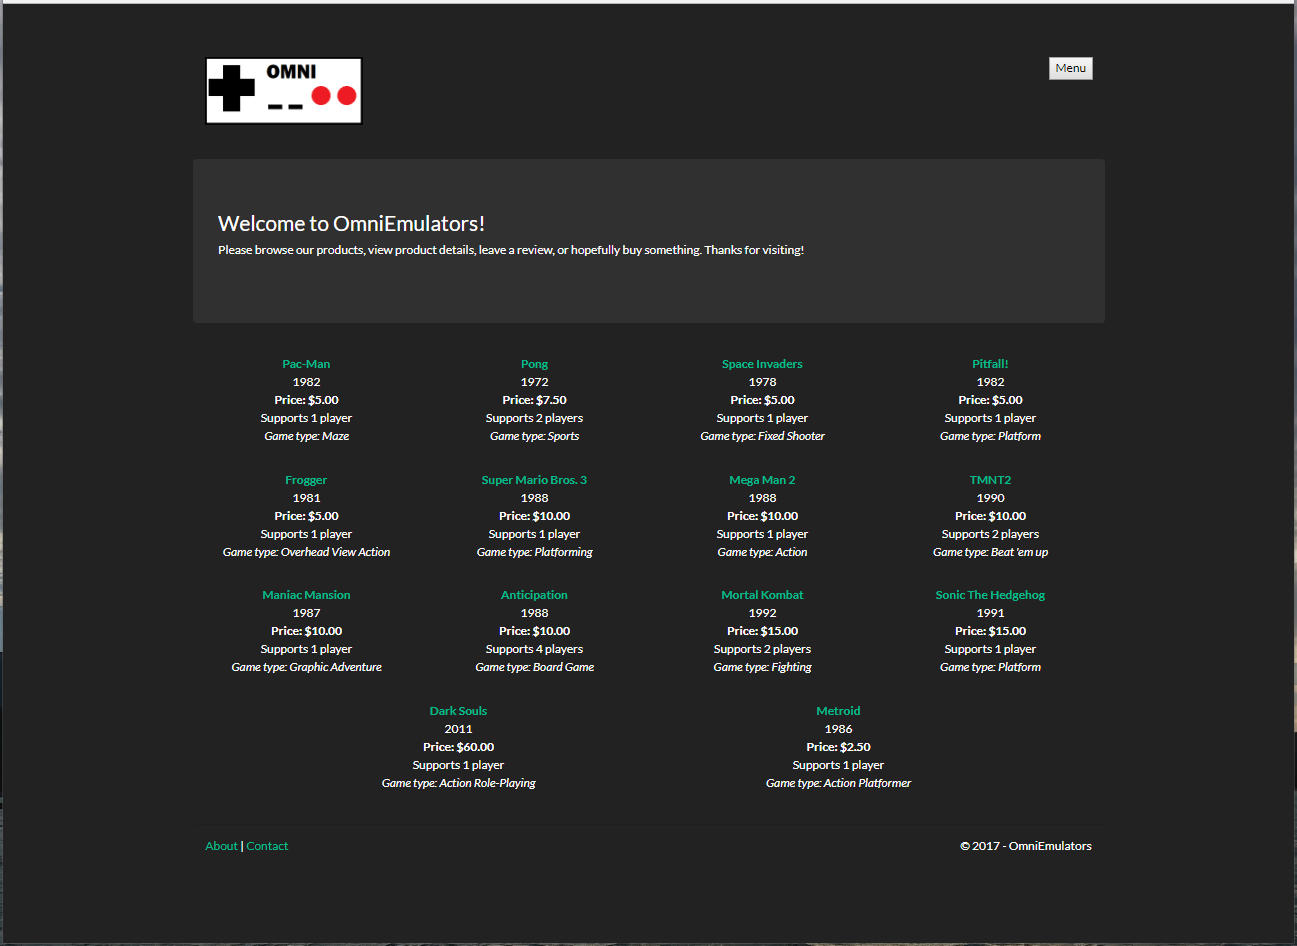 OMNI
Menu
Welcome to OmniEmulators!
Please browse our products, view product details, leave a review, or hopefully buy something. Thanks for visiting!
Pac-Man
1982
Price: $5.00
Supports 1 player
Game type: Maze
Pong
1972
Price: $7.50
Supports 2 players
Game type: Sports
Space Invaders
1978
Price: $5.00
Supports 1 player
Game type: Fixed Shooter
Pitfall!
1982
Price: $5.00
Supports 1 player
Game type: Platform
Frogger
1981
Price: $5.00
Supports 1 player
Game type: Overhead View Action
Super Mario Bros. 3
1988
Price: $10.00
Supports 1 player
Game type: Platforming
Mega Man 2
1988
Price: $10.00
Supports 1 player
Game type: Action
TMNT2
1990
Price: $10.00
Supports 2 players
Game type: Beat 'em up
Maniac Mansion
1987
Price: $10.00
Supports 1 player
Game type: Graphic Adventure
Anticipation
1988
Price: $10.00
Supports 4 players
Game type: Board Game
Mortal Kombat
1992
Price: $15.00
Supports 2 players
Game type: Fighting
Sonic The Hedgehog
1991
Price: $15.00
Supports 1 player
Game type: Platform
Dark Souls
2011
Price: $60.00
Supports 1 player
Game type: Action Role-Playing
Metroid
1986
Price: $2.50
Supports 1 player
Game type: Action Platformer
About | Contact
© 2017 - OmniEmulators